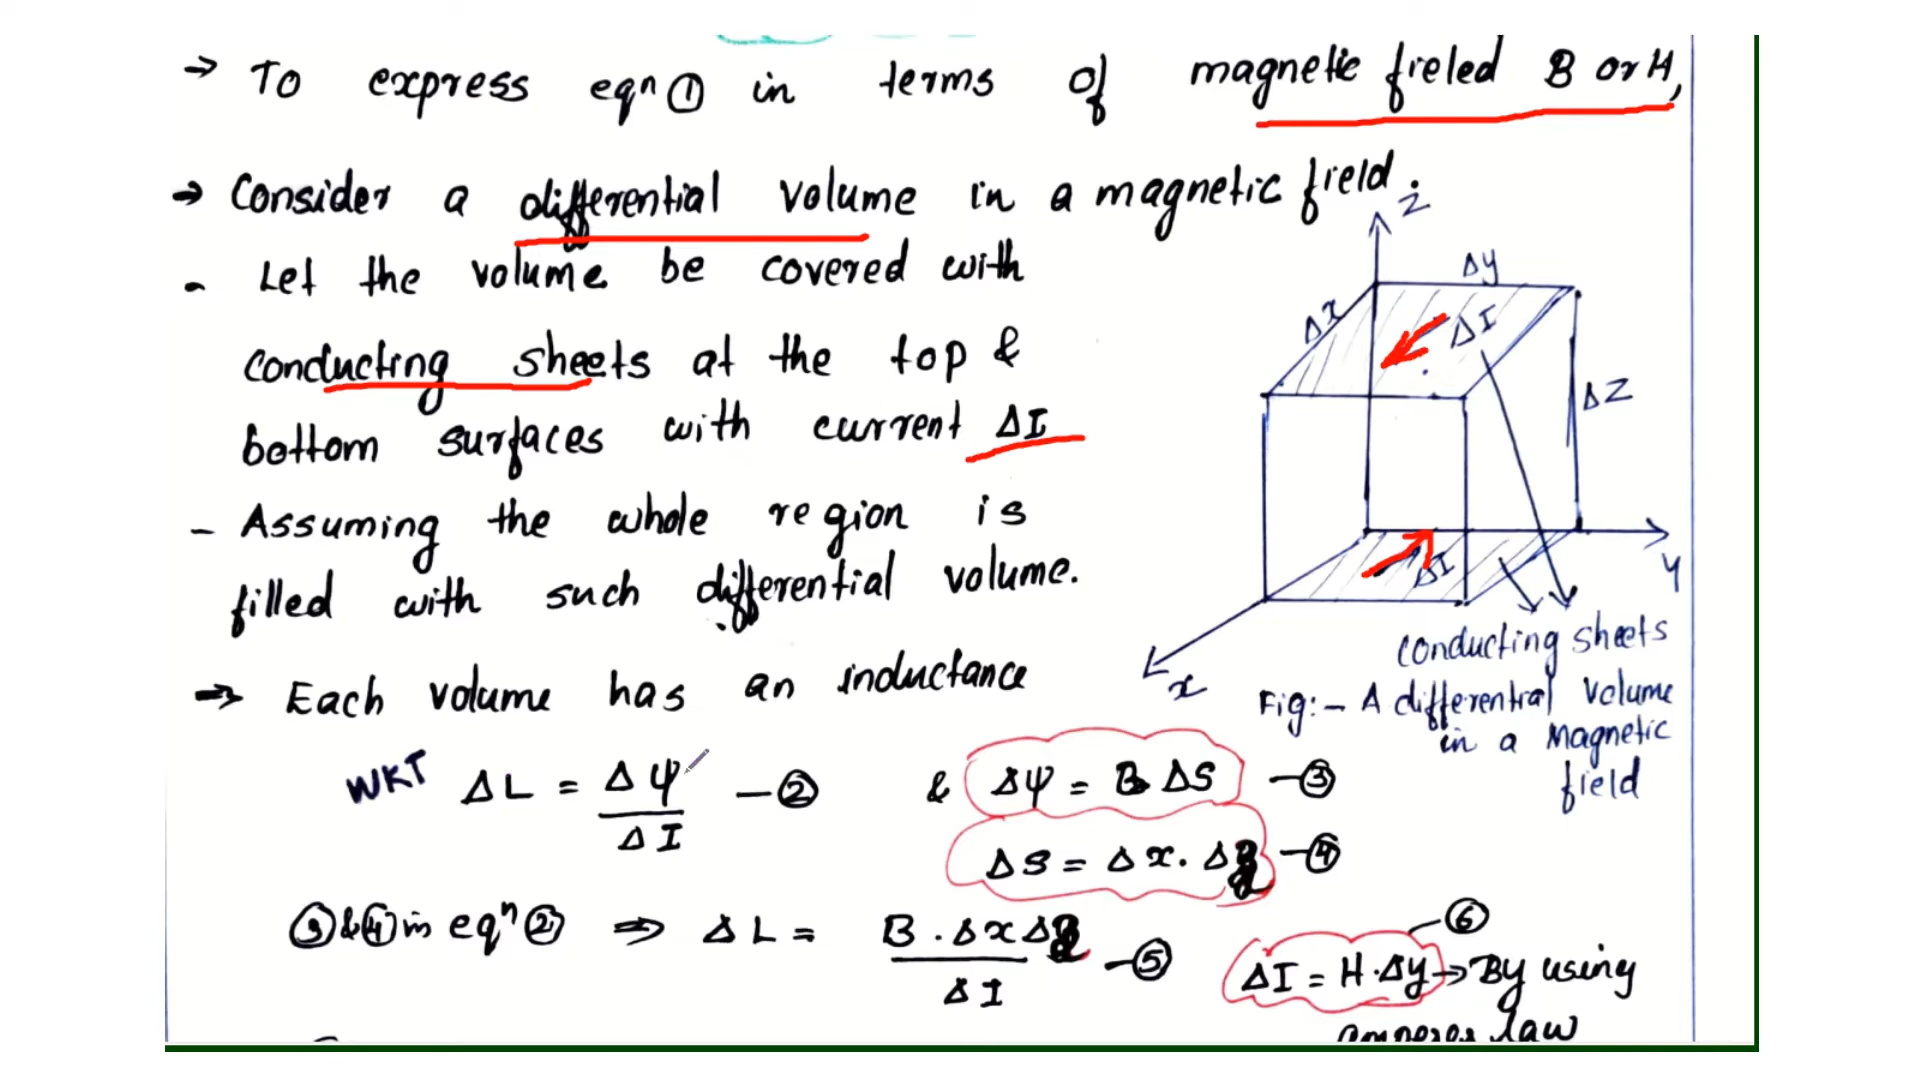 → To express eqn ① in terms of magnetic freled B or H,
→ Consider a differential volume in a magnetic field.
- Let the volume be covered with
conducting sheets at the top &
bottom surfaces with current ΔI
- Assuming the whole region is
filled with such differential volume.
⇒ Each volume has an inductance
WKT ΔL = Δψ / ΔI — ② & Δψ = B ΔS — ③
ΔS = Δx. Δz — ④
③ & ④ in eqn ② ⇒ ΔL = B . Δx Δz / ΔI — ⑤
ΔI = H . Δy → By using — ⑥
amperes law
z
Δy
Δx
ΔI
ΔZ
ΔI
y
x
conducting sheets
Fig:- A differential volume
in a magnetic
field